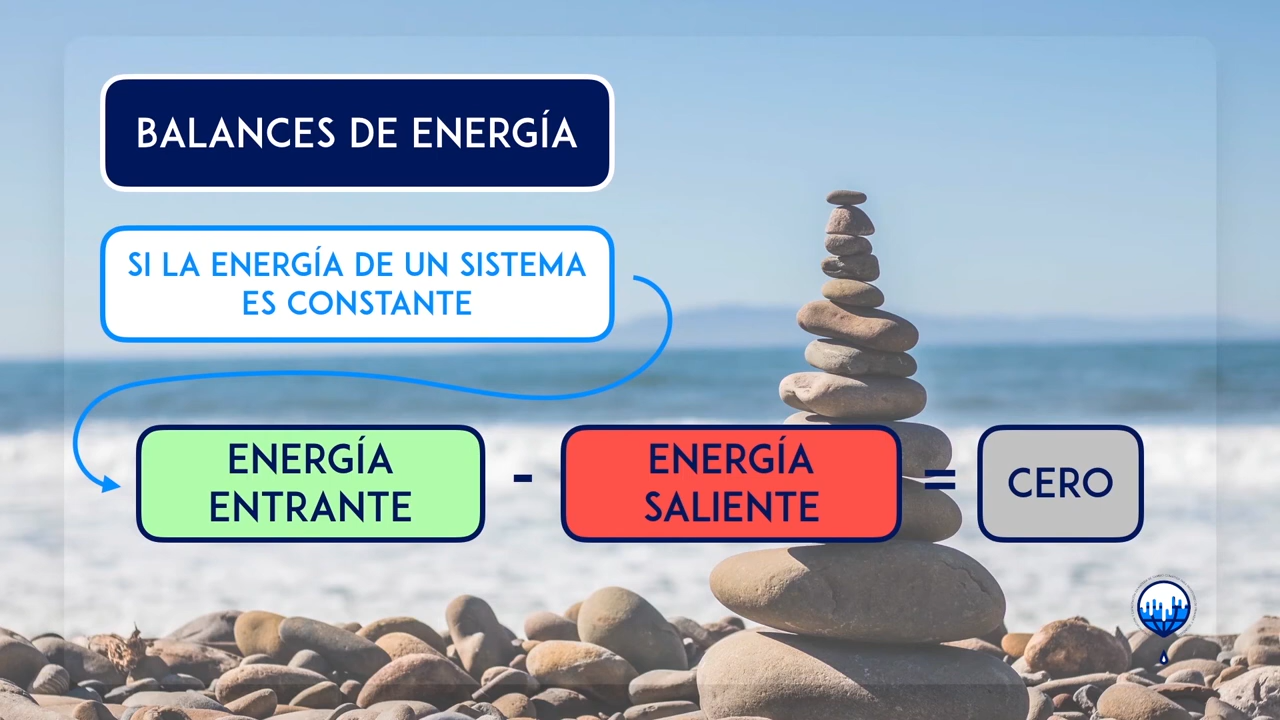 BALANCES DE ENERGÍA
SI LA ENERGÍA DE UN SISTEMA
ES CONSTANTE
ENERGÍA
ENTRANTE
-
ENERGÍA
SALIENTE
=
CERO